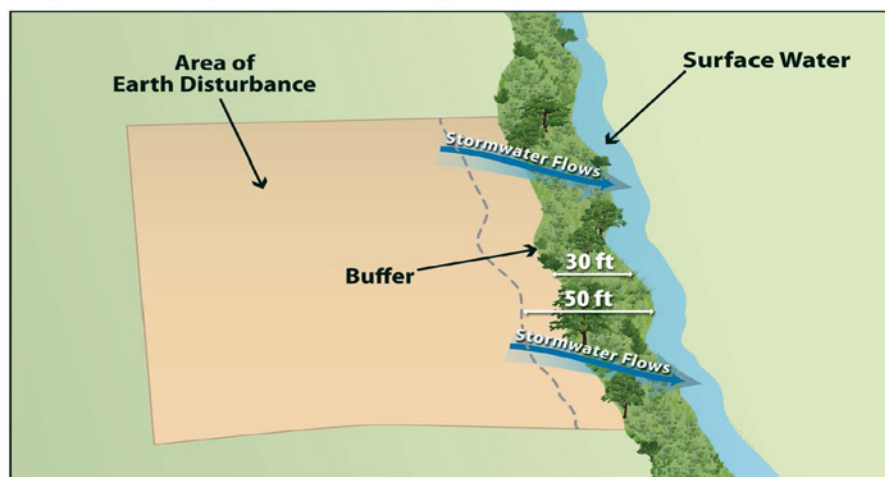 Area of
Earth Disturbance
Surface Water
Stormwater Flows
Buffer
30 ft
50 ft
Stormwater Flows